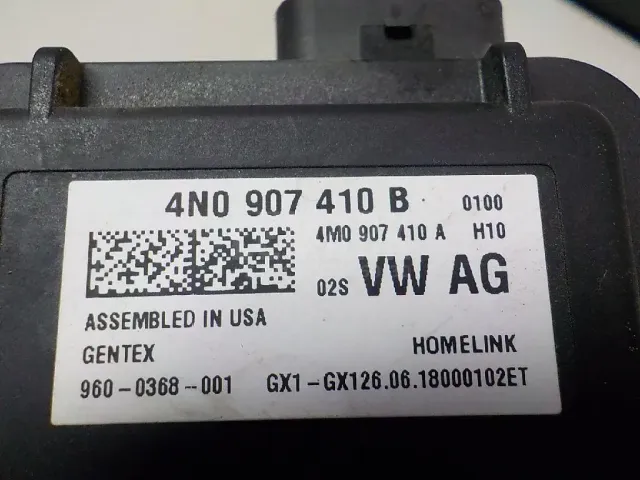 4N0 907 410 B 0100
4M0 907 410 A H10
02S VW AG
ASSEMBLED IN USA
GENTEX HOMELINK
960-0368-001 GX1-GX126.06.18000102ET